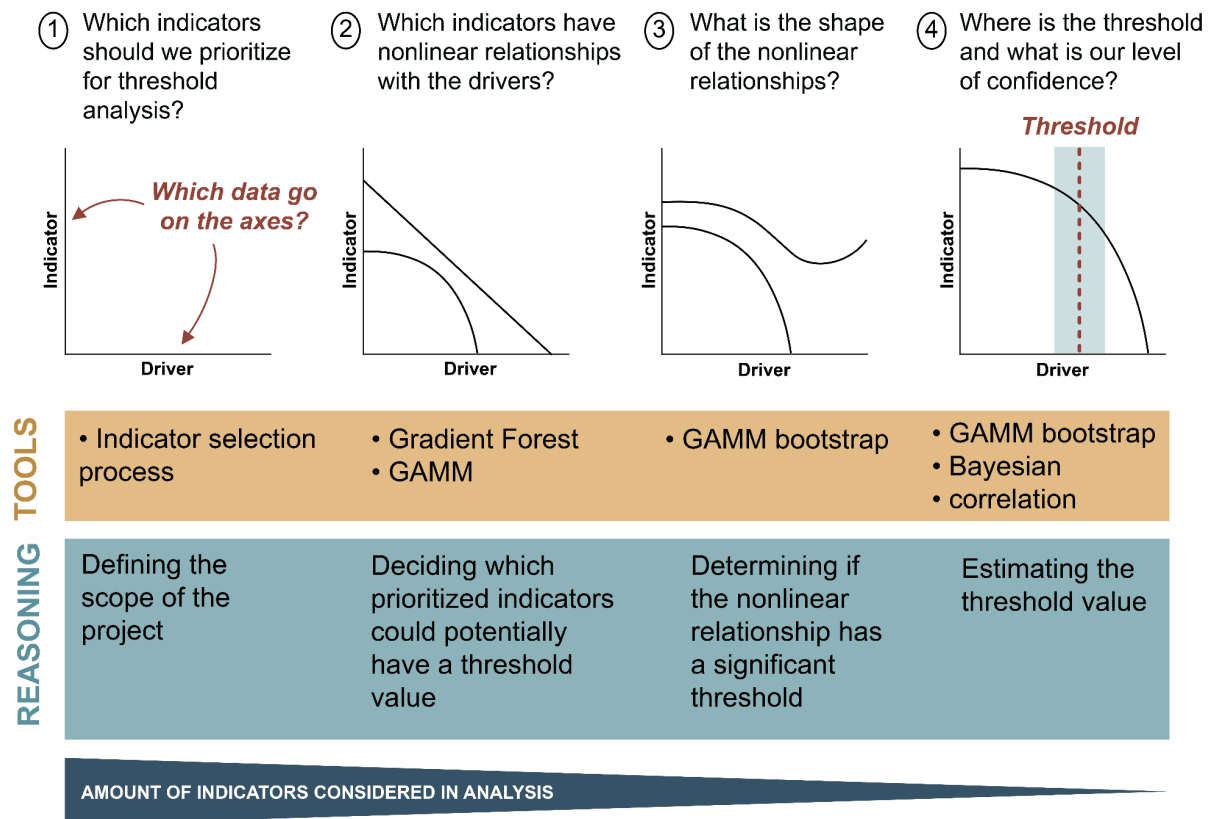 1 Which indicators
should we prioritize
for threshold
analysis?
Indicator
Which data go
on the axes?
Driver
2 Which indicators have
nonlinear relationships
with the drivers?
Indicator
Driver
3 What is the shape
of the nonlinear
relationships?
Indicator
Driver
4 Where is the threshold
and what is our level
of confidence?
Threshold
Indicator
Driver
TOOLS
• Indicator selection
process
• Gradient Forest
• GAMM
• GAMM bootstrap
• GAMM bootstrap
• Bayesian
• correlation
REASONING
Defining the
scope of the
project
Deciding which
prioritized indicators
could potentially
have a threshold
value
Determining if
the nonlinear
relationship has
a significant
threshold
Estimating the
threshold value
AMOUNT OF INDICATORS CONSIDERED IN ANALYSIS